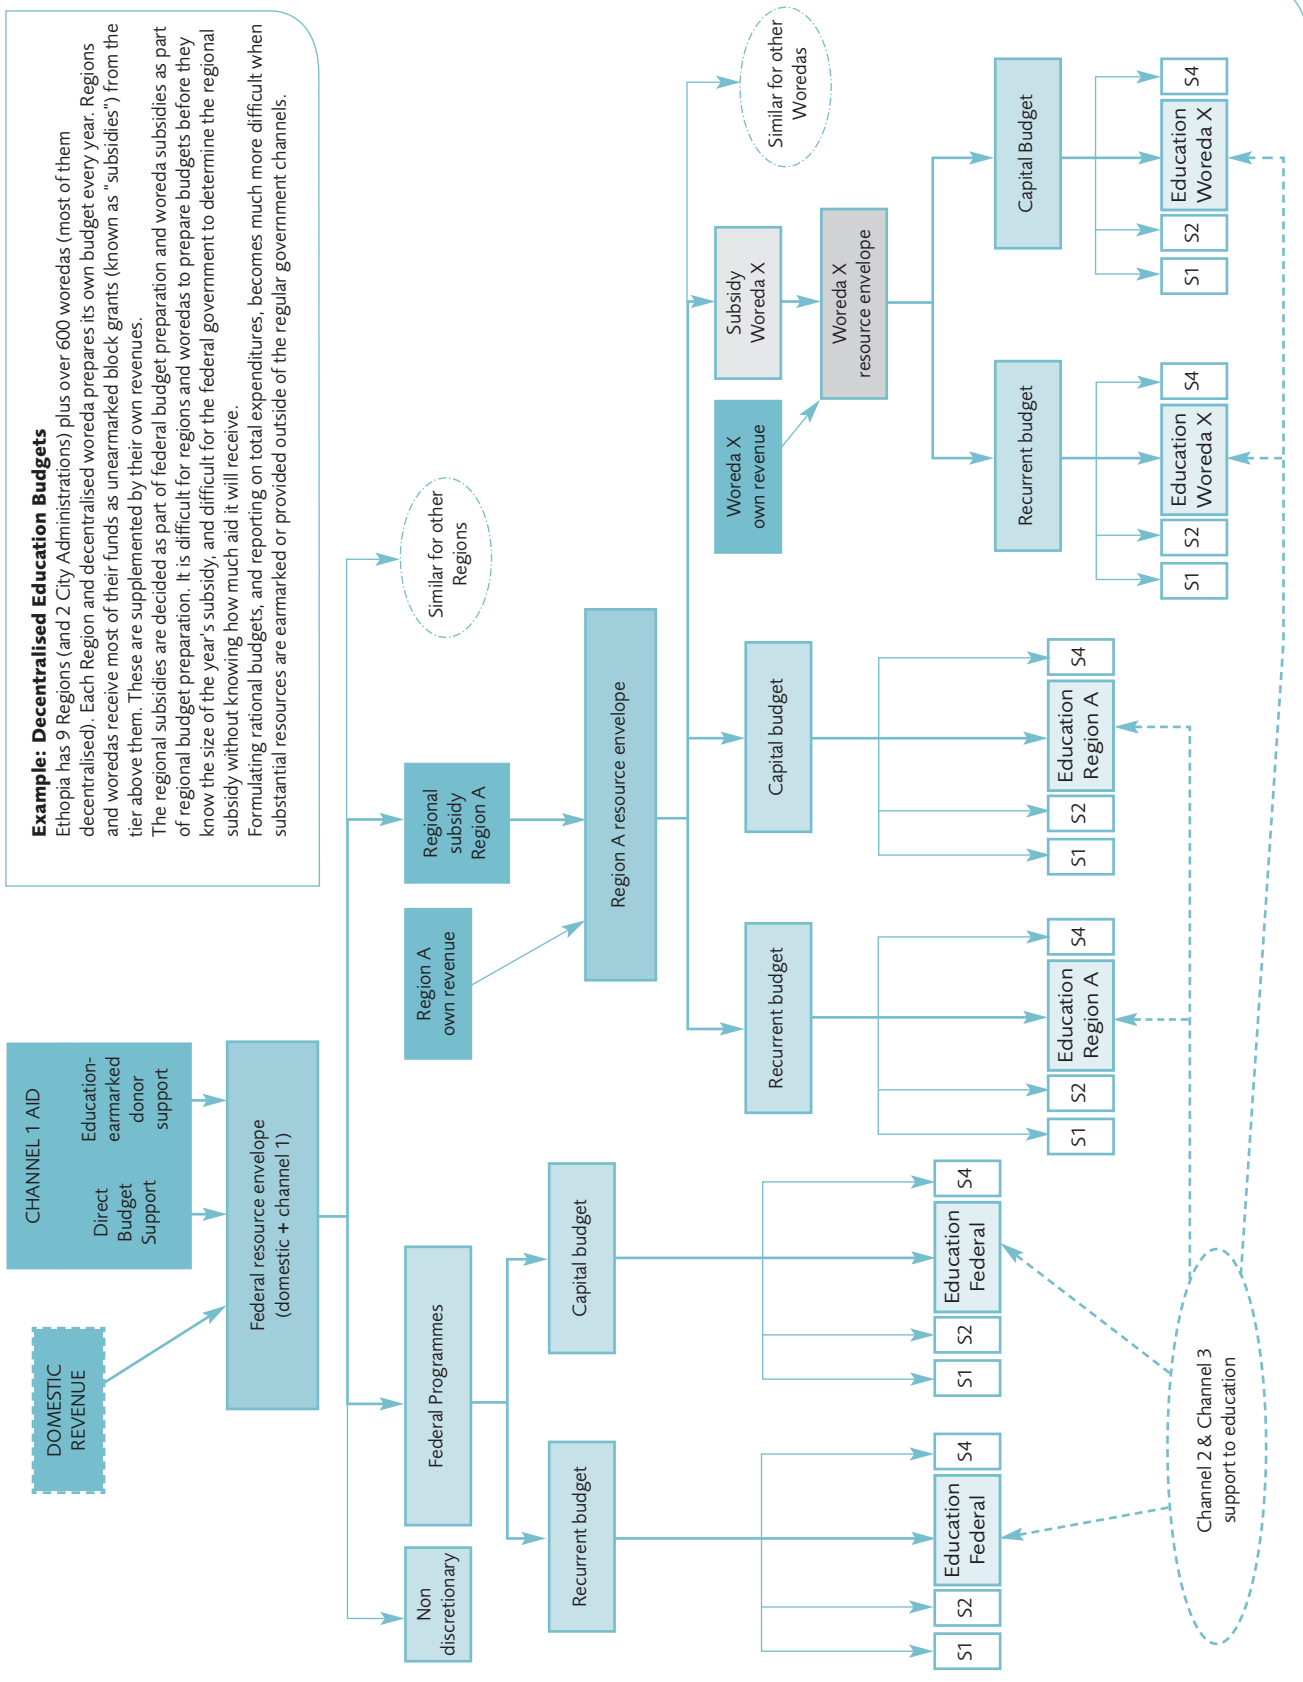 Example: Decentralised Education Budgets
Ethopia has 9 Regions (and 2 City Administrations) plus over 600 woredas (most of them
decentralised). Each Region and decentralised woreda prepares its own budget every year. Regions
and woredas receive most of their funds as unearmarked block grants (known as "subsidies") from the
tier above them. These are supplemented by their own revenues.
The regional subsidies are decided as part of federal budget preparation and woreda subsidies as part
of regional budget preparation. It is difficult for regions and woredas to prepare budgets before they
know the size of the year's subsidy, and difficult for the federal government to determine the regional
subsidy without knowing how much aid it will receive.
Formulating rational budgets, and reporting on total expenditures, becomes much more difficult when
substantial resources are earmarked or provided outside of the regular government channels.
DOMESTIC
REVENUE
CHANNEL 1 AID
Direct
Budget
Support
Education-
earmarked
donor
support
Federal resource envelope
(domestic + channel 1)
Non
discretionary
Federal Programmes
Region A
own revenue
Regional
subsidy
Region A
Similar for other
Regions
Recurrent budget
Capital budget
Region A resource envelope
Recurrent budget
Capital budget
Woreda X
own revenue
Subsidy
Woreda X
Similar for other
Woredas
Woreda X
resource envelope
Recurrent budget
Capital Budget
S1
S2
Education
Federal
S4
S1
S2
Education
Federal
S4
S1
S2
Education
Region A
S4
S1
S2
Education
Region A
S4
S1
S2
Education
Woreda X
S4
S1
S2
Education
Woreda X
S4
Channel 2 & Channel 3
support to education